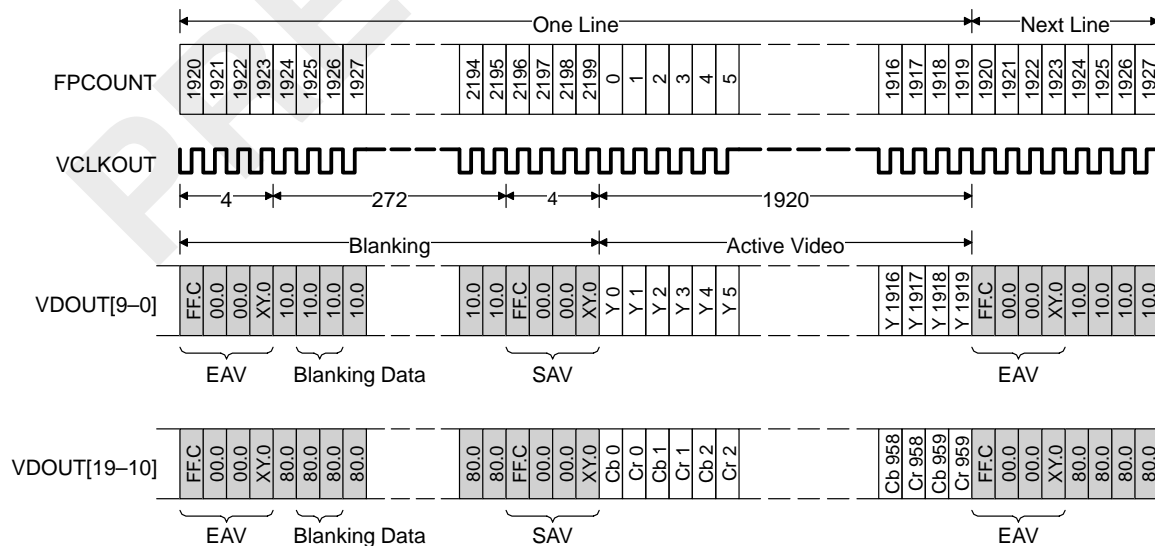 One Line Next Line
FPCOUNT 1920 1921 1922 1923 1924 1925 1926 1927 2194 2195 2196 2197 2198 2199 0 1 2 3 4 5 1916 1917 1918 1919 1920 1921 1922 1923 1924 1925 1926 1927
VCLKOUT
4 272 4 1920
Blanking Active Video
VDOUT[9–0] FF.C 00.0 00.0 XY.0 10.0 10.0 10.0 10.0 10.0 10.0 FF.C 00.0 00.0 XY.0 Y 0 Y 1 Y 2 Y 3 Y 4 Y 5 Y 1916 Y 1917 Y 1918 Y 1919 FF.C 00.0 00.0 XY.0 10.0 10.0 10.0 10.0
EAV Blanking Data SAV EAV
VDOUT[19–10] FF.C 00.0 00.0 XY.0 80.0 80.0 80.0 80.0 80.0 80.0 FF.C 00.0 00.0 XY.0 Cb 0 Cr 0 Cb 1 Cr 1 Cb 2 Cr 2 Cb 958 Cr 958 Cb 959 Cr 959 FF.C 00.0 00.0 XY.0 80.0 80.0 80.0 80.0
EAV Blanking Data SAV EAV